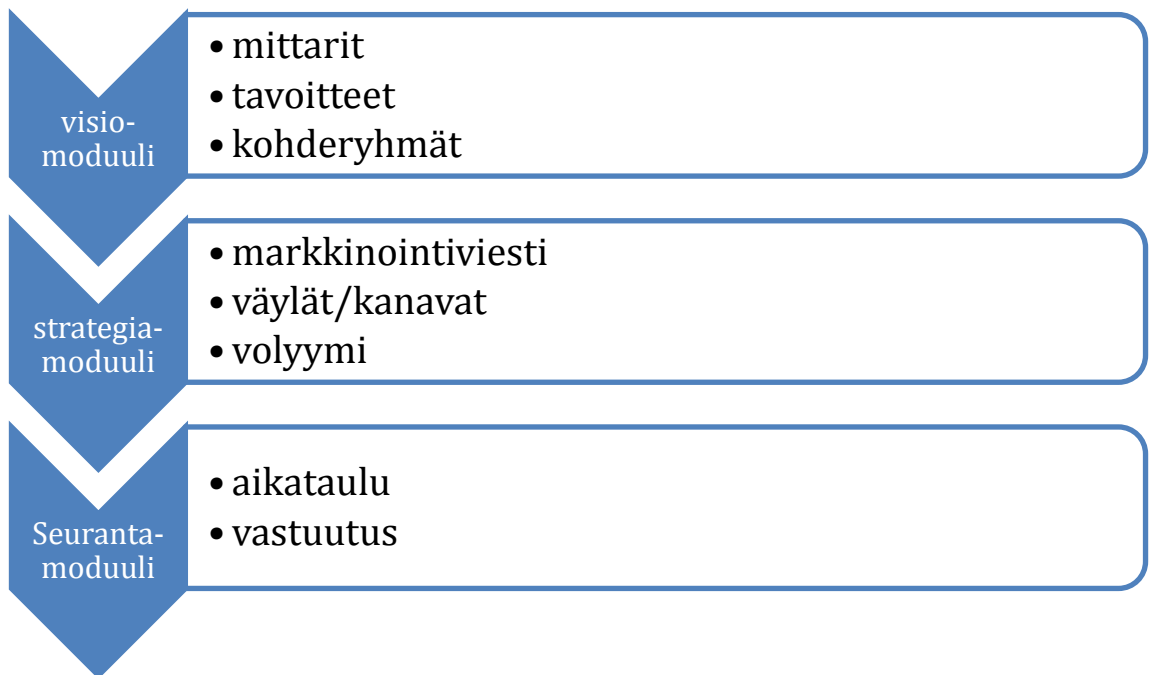 visio-
moduuli
• mittarit
• tavoitteet
• kohderyhmät
strategia-
moduuli
• markkinointiviesti
• väylät/kanavat
• volyymi
Seuranta-
moduuli
• aikataulu
• vastuutus